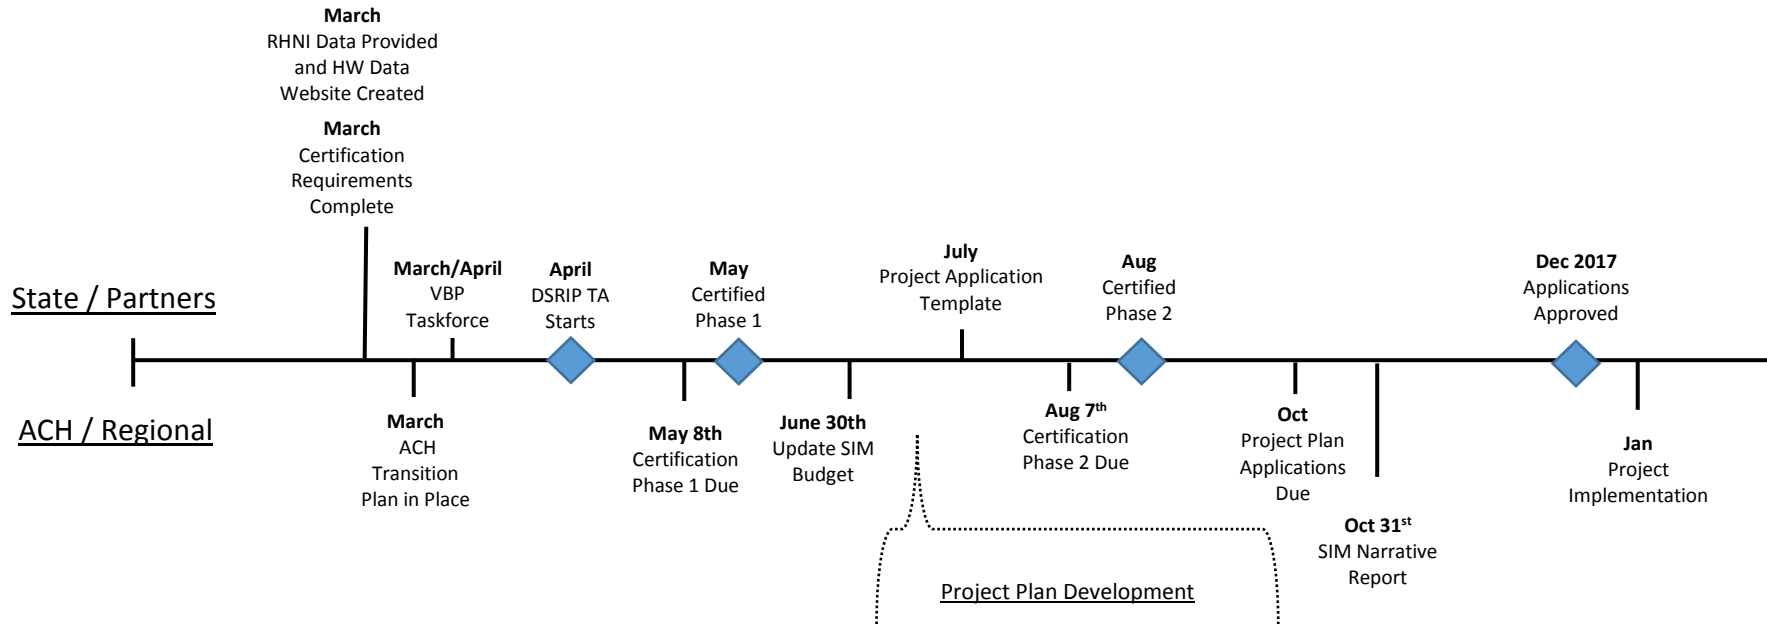 March
RHNI Data Provided
and HW Data
Website Created
March
Certification
Requirements
Complete
State / Partners
March/April
VBP
Taskforce
April
DSRIP TA
Starts
May
Certified
Phase 1
July
Project Application
Template
Aug
Certified
Phase 2
Dec 2017
Applications
Approved
ACH / Regional
March
ACH
Transition
Plan in Place
May 8th
Certification
Phase 1 Due
June 30th
Update SIM
Budget
Aug 7th
Certification
Phase 2 Due
Oct
Project Plan
Applications
Due
Oct 31st
SIM Narrative
Report
Jan
Project
Implementation
Project Plan Development